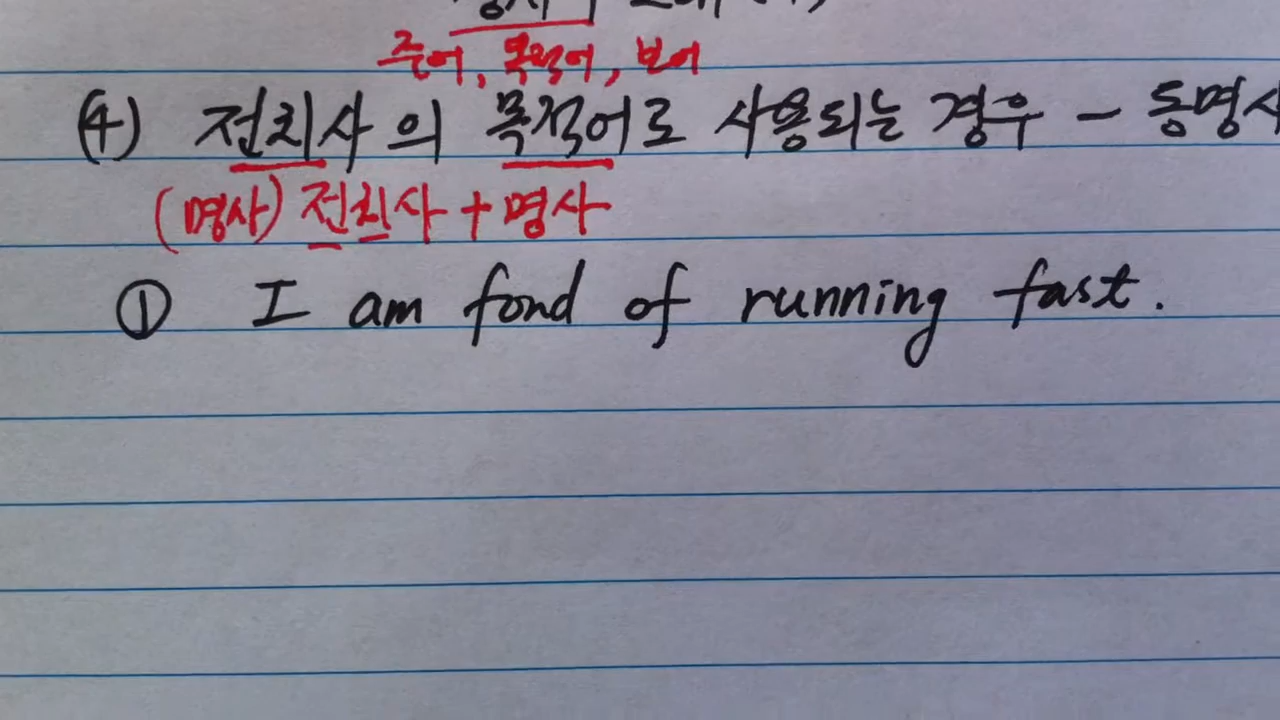 주어, 목적어, 보어
(4) 전치사의 목적어로 사용되는 경우 - 동명사
(명사) 전치사 + 명사
① I am fond of running fast.